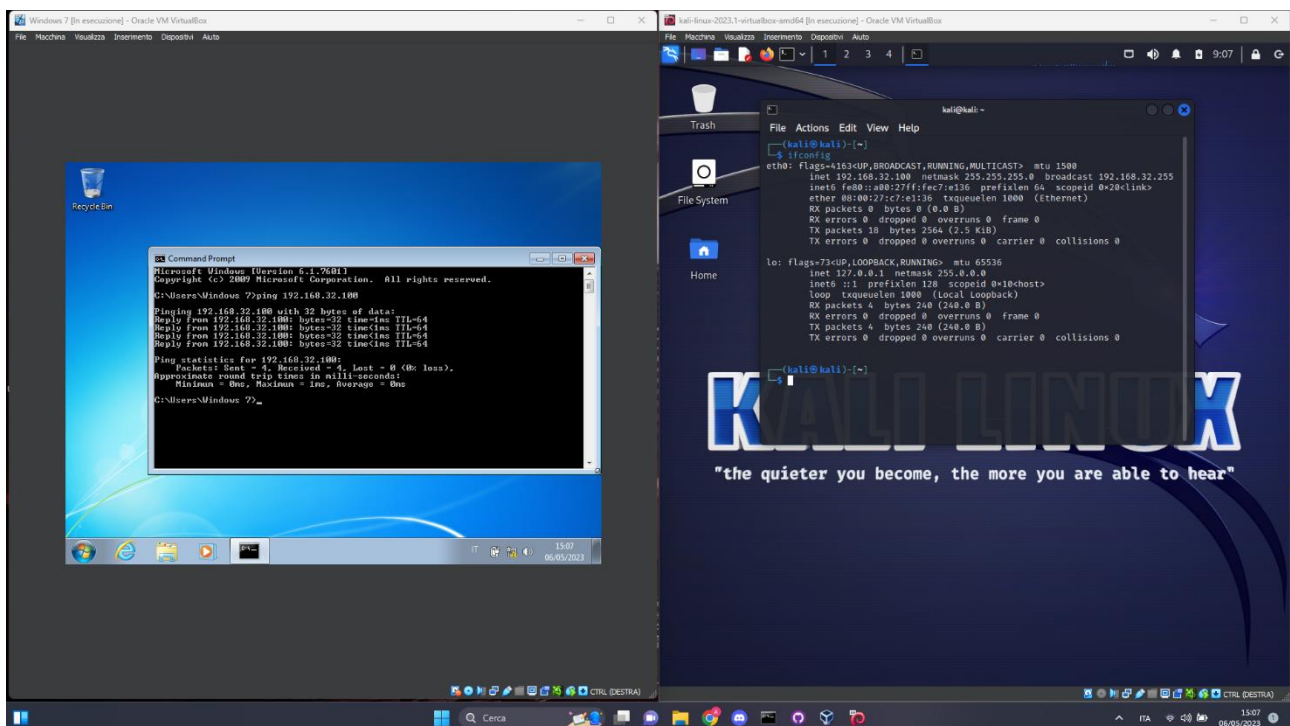 Windows 7 [In esecuzione] - Oracle VM VirtualBox
File Macchina Visualizza Inserimento Dispositivi Aiuto
Recycle Bin
Command Prompt
Microsoft Windows [Version 6.1.7601]
Copyright (c) 2009 Microsoft Corporation. All rights reserved.
C:\Users\Windows 7>ping 192.168.32.100
Pinging 192.168.32.100 with 32 bytes of data:
Reply from 192.168.32.100: bytes=32 time=1ms TTL=64
Reply from 192.168.32.100: bytes=32 time<1ms TTL=64
Reply from 192.168.32.100: bytes=32 time<1ms TTL=64
Reply from 192.168.32.100: bytes=32 time<1ms TTL=64
Ping statistics for 192.168.32.100:
Packets: Sent = 4, Received = 4, Lost = 0 (0% loss),
Approximate round trip times in milli-seconds:
Minimum = 0ms, Maximum = 1ms, Average = 0ms
C:\Users\Windows 7>_
IT
15:07
06/05/2023
CTRL (DESTRA)
kali-linux-2023.1-virtualbox-amd64 [In esecuzione] - Oracle VM VirtualBox
File Macchina Visualizza Inserimento Dispositivi Aiuto
1 2 3 4
9:07
Trash
File System
Home
kali@kali: ~
File Actions Edit View Help
(kali㉿kali)-[~]
$ ifconfig
eth0: flags=4163<UP,BROADCAST,RUNNING,MULTICAST> mtu 1500
inet 192.168.32.100 netmask 255.255.255.0 broadcast 192.168.32.255
inet6 fe80::a00:27ff:fec7:e136 prefixlen 64 scopeid 0×20<link>
ether 08:00:27:c7:e1:36 txqueuelen 1000 (Ethernet)
RX packets 0 bytes 0 (0.0 B)
RX errors 0 dropped 0 overruns 0 frame 0
TX packets 18 bytes 2564 (2.5 KiB)
TX errors 0 dropped 0 overruns 0 carrier 0 collisions 0
lo: flags=73<UP,LOOPBACK,RUNNING> mtu 65536
inet 127.0.0.1 netmask 255.0.0.0
inet6 ::1 prefixlen 128 scopeid 0×10<host>
loop txqueuelen 1000 (Local Loopback)
RX packets 4 bytes 240 (240.0 B)
RX errors 0 dropped 0 overruns 0 frame 0
TX packets 4 bytes 240 (240.0 B)
TX errors 0 dropped 0 overruns 0 carrier 0 collisions 0
(kali㉿kali)-[~]
$
KALI LINUX
"the quieter you become, the more you are able to hear"
CTRL (DESTRA)
Cerca
ITA
15:07
06/05/2023